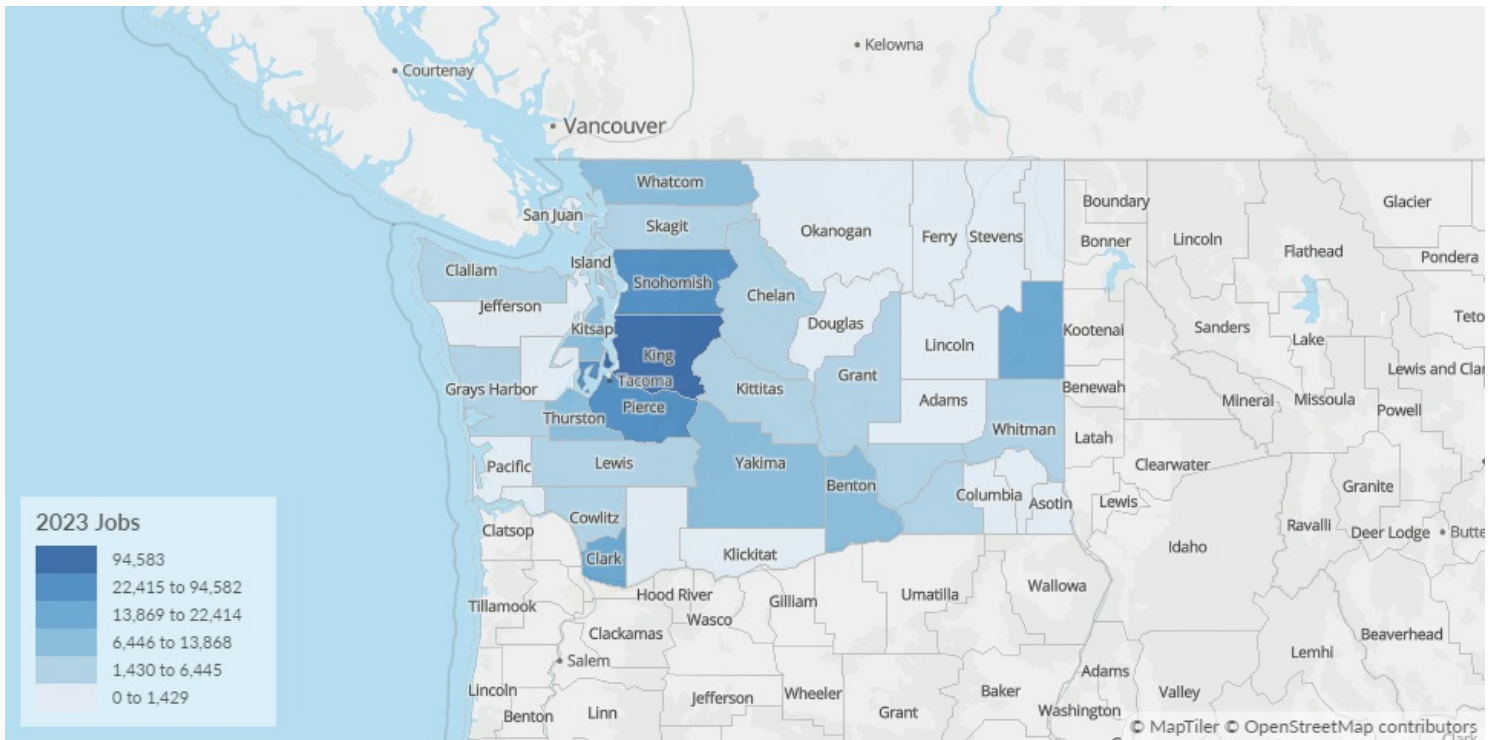 Kelowna
Courtenay
Vancouver
Whatcom
Boundary
Glacier
San Juan
Skagit
Okanogan
Ferry
Stevens
Bonner
Lincoln
Flathead
Pondera
Island
Clallam
Snohomish
Chelan
Jefferson
Douglas
Kitsap
Kootenai
Sanders
Teto
Lake
King
Lincoln
Tacoma
Grant
Lewis and Clar
Grays Harbor
Kittitas
Benewah
Adams
Mineral
Missoula
Powell
Pierce
Thurston
Whitman
Latah
Pacific
Lewis
Yakima
Clearwater
Benton
Columbia
Asotin
Lewis
Granite
2023 Jobs
94,583
22,415 to 94,582
13,869 to 22,414
6,446 to 13,868
1,430 to 6,445
0 to 1,429
Cowlitz
Clatsop
Ravalli
Deer Lodge
Butte
Clark
Klickitat
Idaho
Tillamook
Hood River
Gilliam
Umatilla
Wallowa
Wasco
Clackamas
Beaverhead
Salem
Lemhi
Adams
Lincoln
Jefferson
Wheeler
Baker
Valley
Benton
Linn
Grant
Washington
© MapTiler © OpenStreetMap contributors